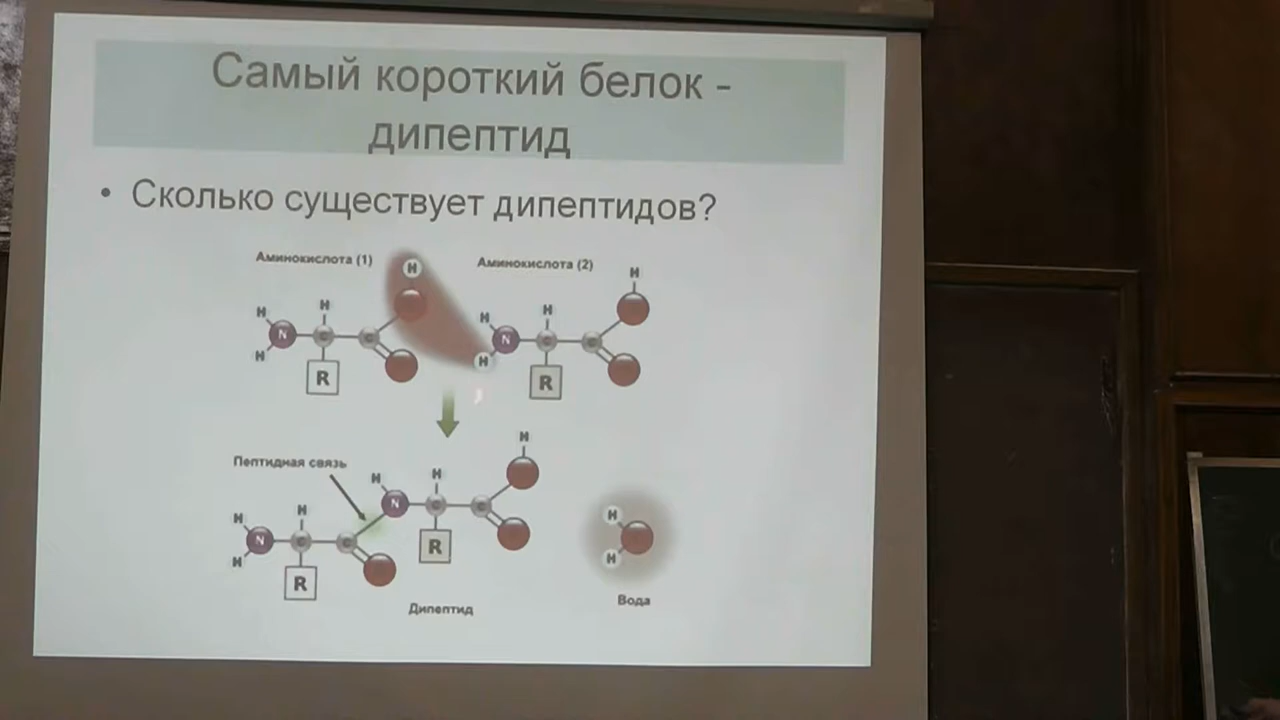 Самый короткий белок -
дипептид
• Сколько существует дипептидов?
Аминокислота (1)
Аминокислота (2)
H
H
H
H
H
H
N
C
C
N
C
C
H
H
R
R
Пептидная связь
H
H
H
N
C
C
H
H
N
C
C
R
H
H
H
R
Дипептид
Вода